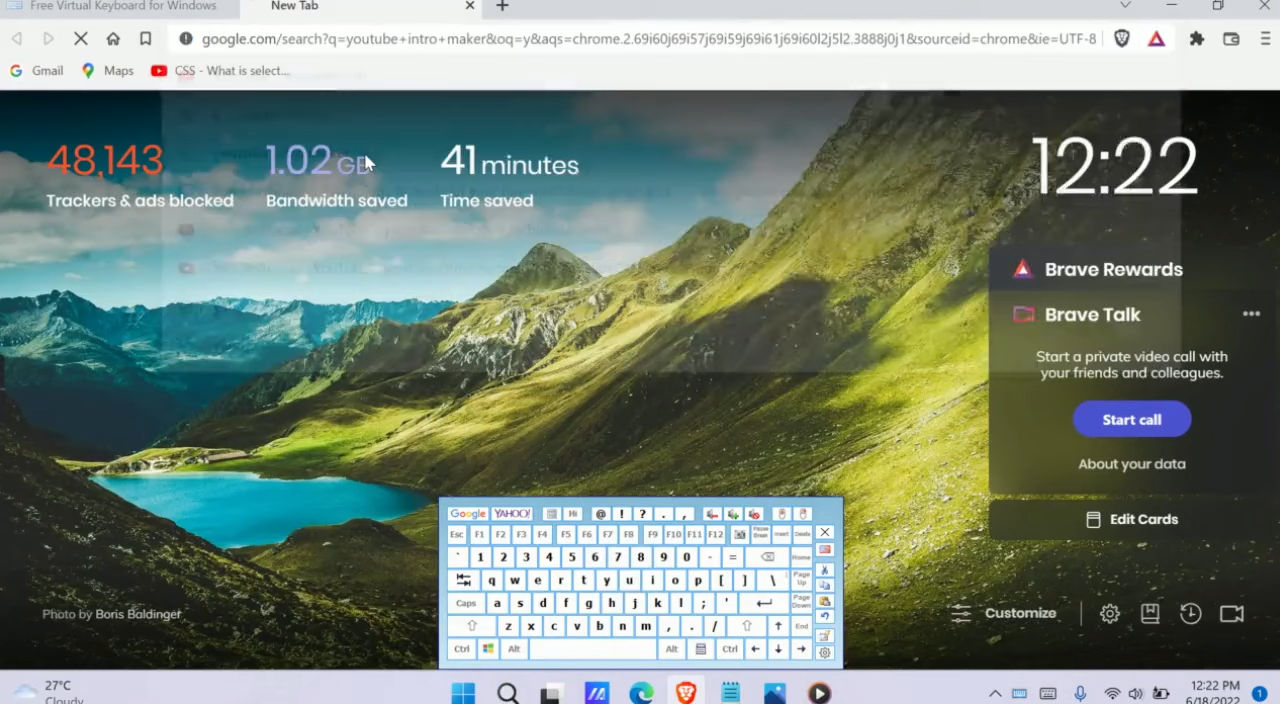 Free Virtual Keyboard for Windows
New Tab
google.com/search?q=youtube+intro+maker&oq=y&aqs=chrome.2.69i60j69i57j69i59j69i61j69i60l2j5l2.3888j0j1&sourceid=chrome&ie=UTF-8
Gmail Maps CSS - What is select...
48,143 1.02 GB 41 minutes
Trackers & ads blocked Bandwidth saved Time saved
12:22
Brave Rewards
Brave Talk
Start a private video call with
your friends and colleagues.
Start call
About your data
Edit Cards
Google YAHOO! Hi @ ! ? . ,
Esc F1 F2 F3 F4 F5 F6 F7 F8 F9 F10 F11 F12 Pause Break Insert Delete
` 1 2 3 4 5 6 7 8 9 0 - = Home
q w e r t y u i o p [ ] \ Page Up
Caps a s d f g h j k l ; ' Page Down
z x c v b n m , . / End
Ctrl Alt Alt Ctrl
Photo by Boris Baldinger
Customize
27°C
Cloudy
12:22 PM
6/18/2022
1